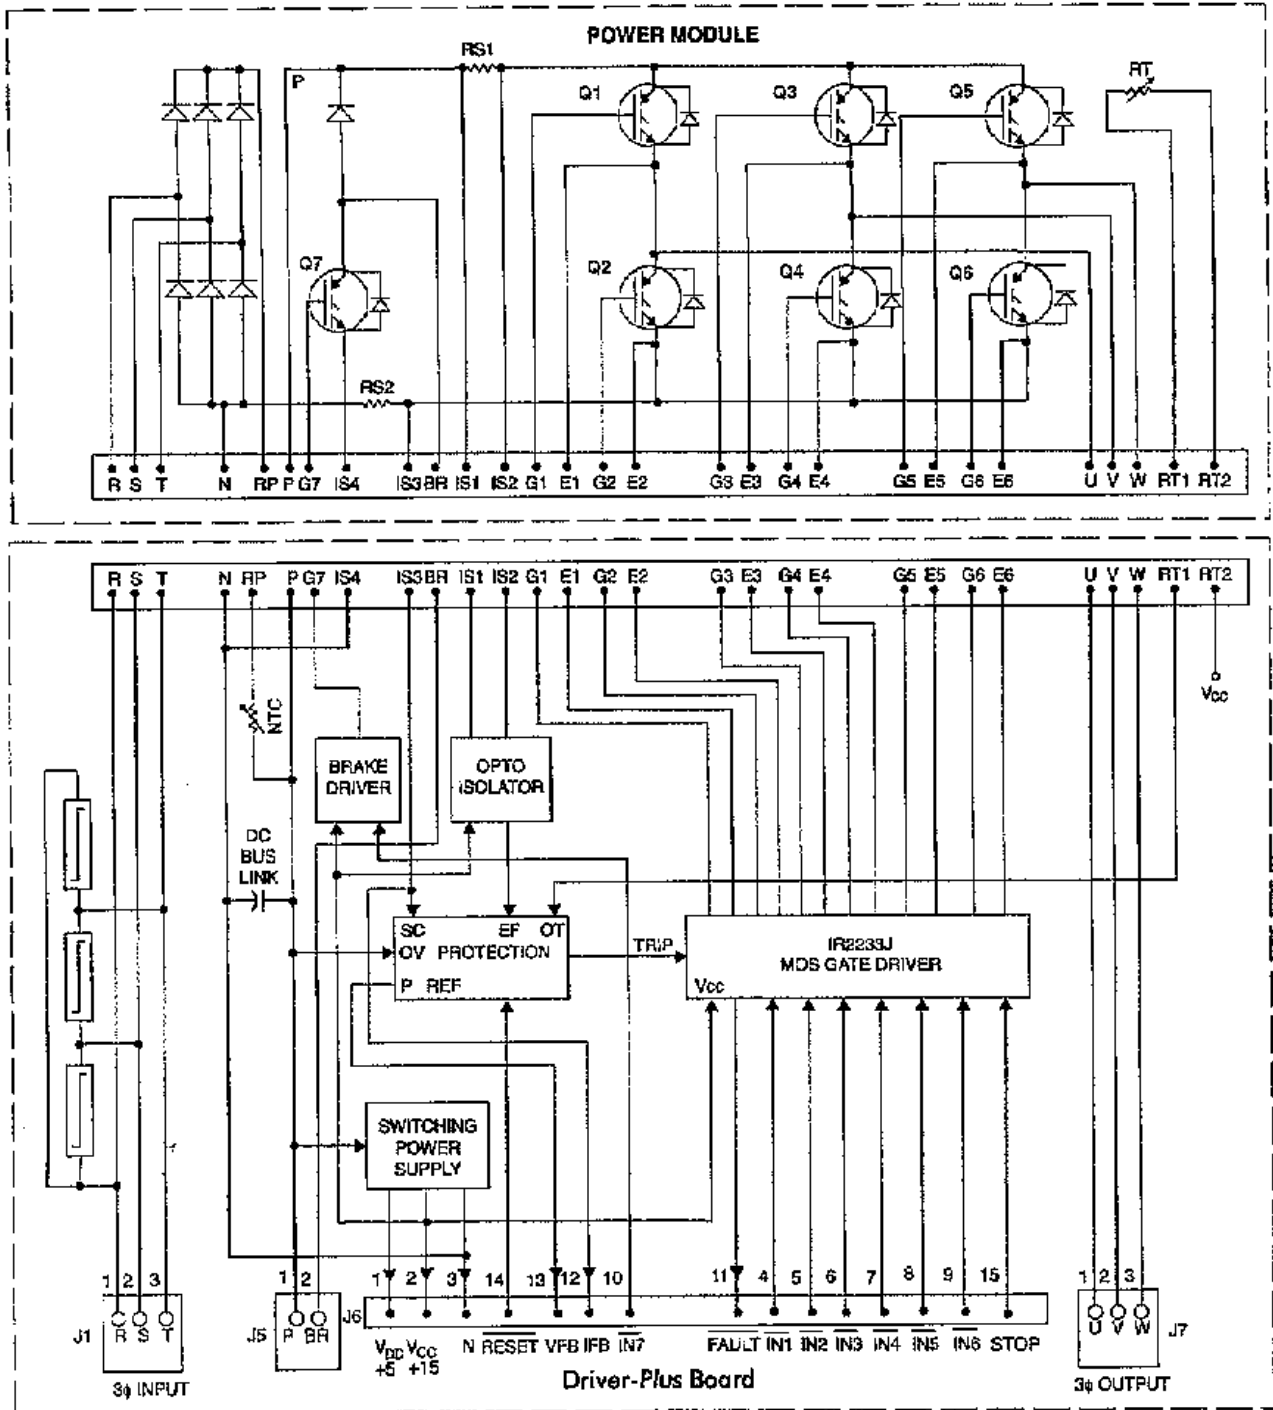 POWER MODULE
RS1
P
RT
Q1
Q3
Q5
Q7
Q2
Q4
Q6
RS2
R S T N RP P G7 IS4 IS3 BR IS1 IS2 G1 E1 G2 E2 G3 E3 G4 E4 G5 E5 G6 E6 U V W RT1 RT2
R S T N RP P G7 IS4 IS3 BR IS1 IS2 G1 E1 G2 E2 G3 E3 G4 E4 G5 E5 G6 E6 U V W RT1 RT2
VCC
NTC
BRAKE
DRIVER
OPTO
ISOLATOR
DC
BUS
LINK
SC EF OT
OV PROTECTION
P REF
TRIP
IR2233J
MOS GATE DRIVER
Vcc
SWITCHING
POWER
SUPPLY
1 2 3
1 2
1 2 3 14 13 12 10 11 4 5 6 7 8 9 15
1 2 3
J1 R S T
J5 P BR
J6
U V W J7
VDD VCC N RESET VFB IFB IN7 FAULT IN1 IN2 IN3 IN4 IN5 IN6 STOP
+5 +15
3ϕ INPUT
Driver-Plus Board
3ϕ OUTPUT